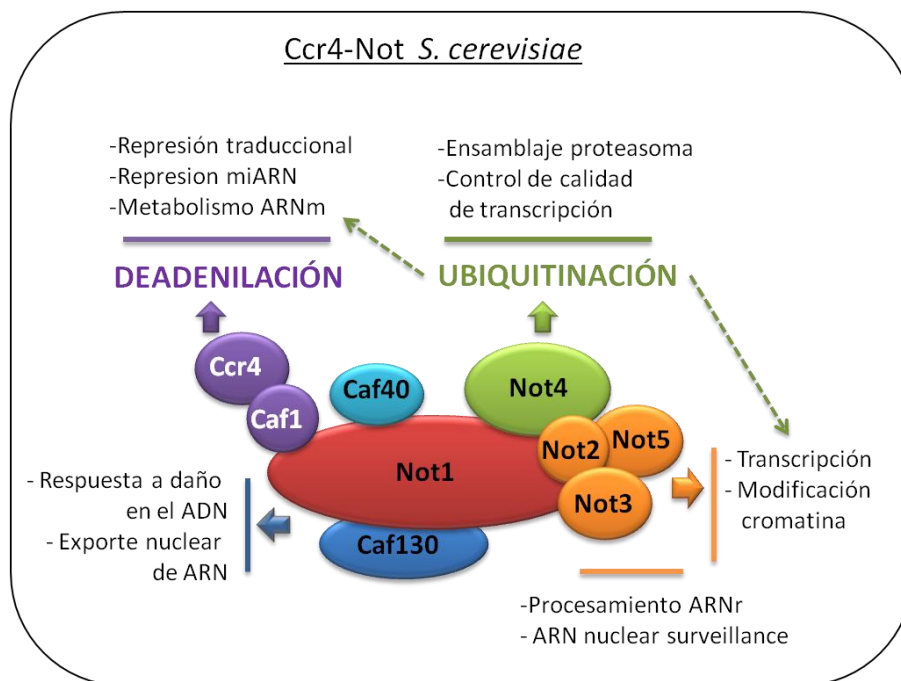 Ccr4-Not S. cerevisiae
-Represión traduccional
-Represion miARN
-Metabolismo ARNm
-Ensamblaje proteasoma
-Control de calidad
de transcripción
DEADENILACIÓN
UBIQUITINACIÓN
Ccr4
Caf1
Caf40
Not4
Not2
Not5
Not1
Not3
Caf130
- Respuesta a daño
en el ADN
- Exporte nuclear
de ARN
- Transcripción
- Modificación
cromatina
-Procesamiento ARNr
- ARN nuclear surveillance